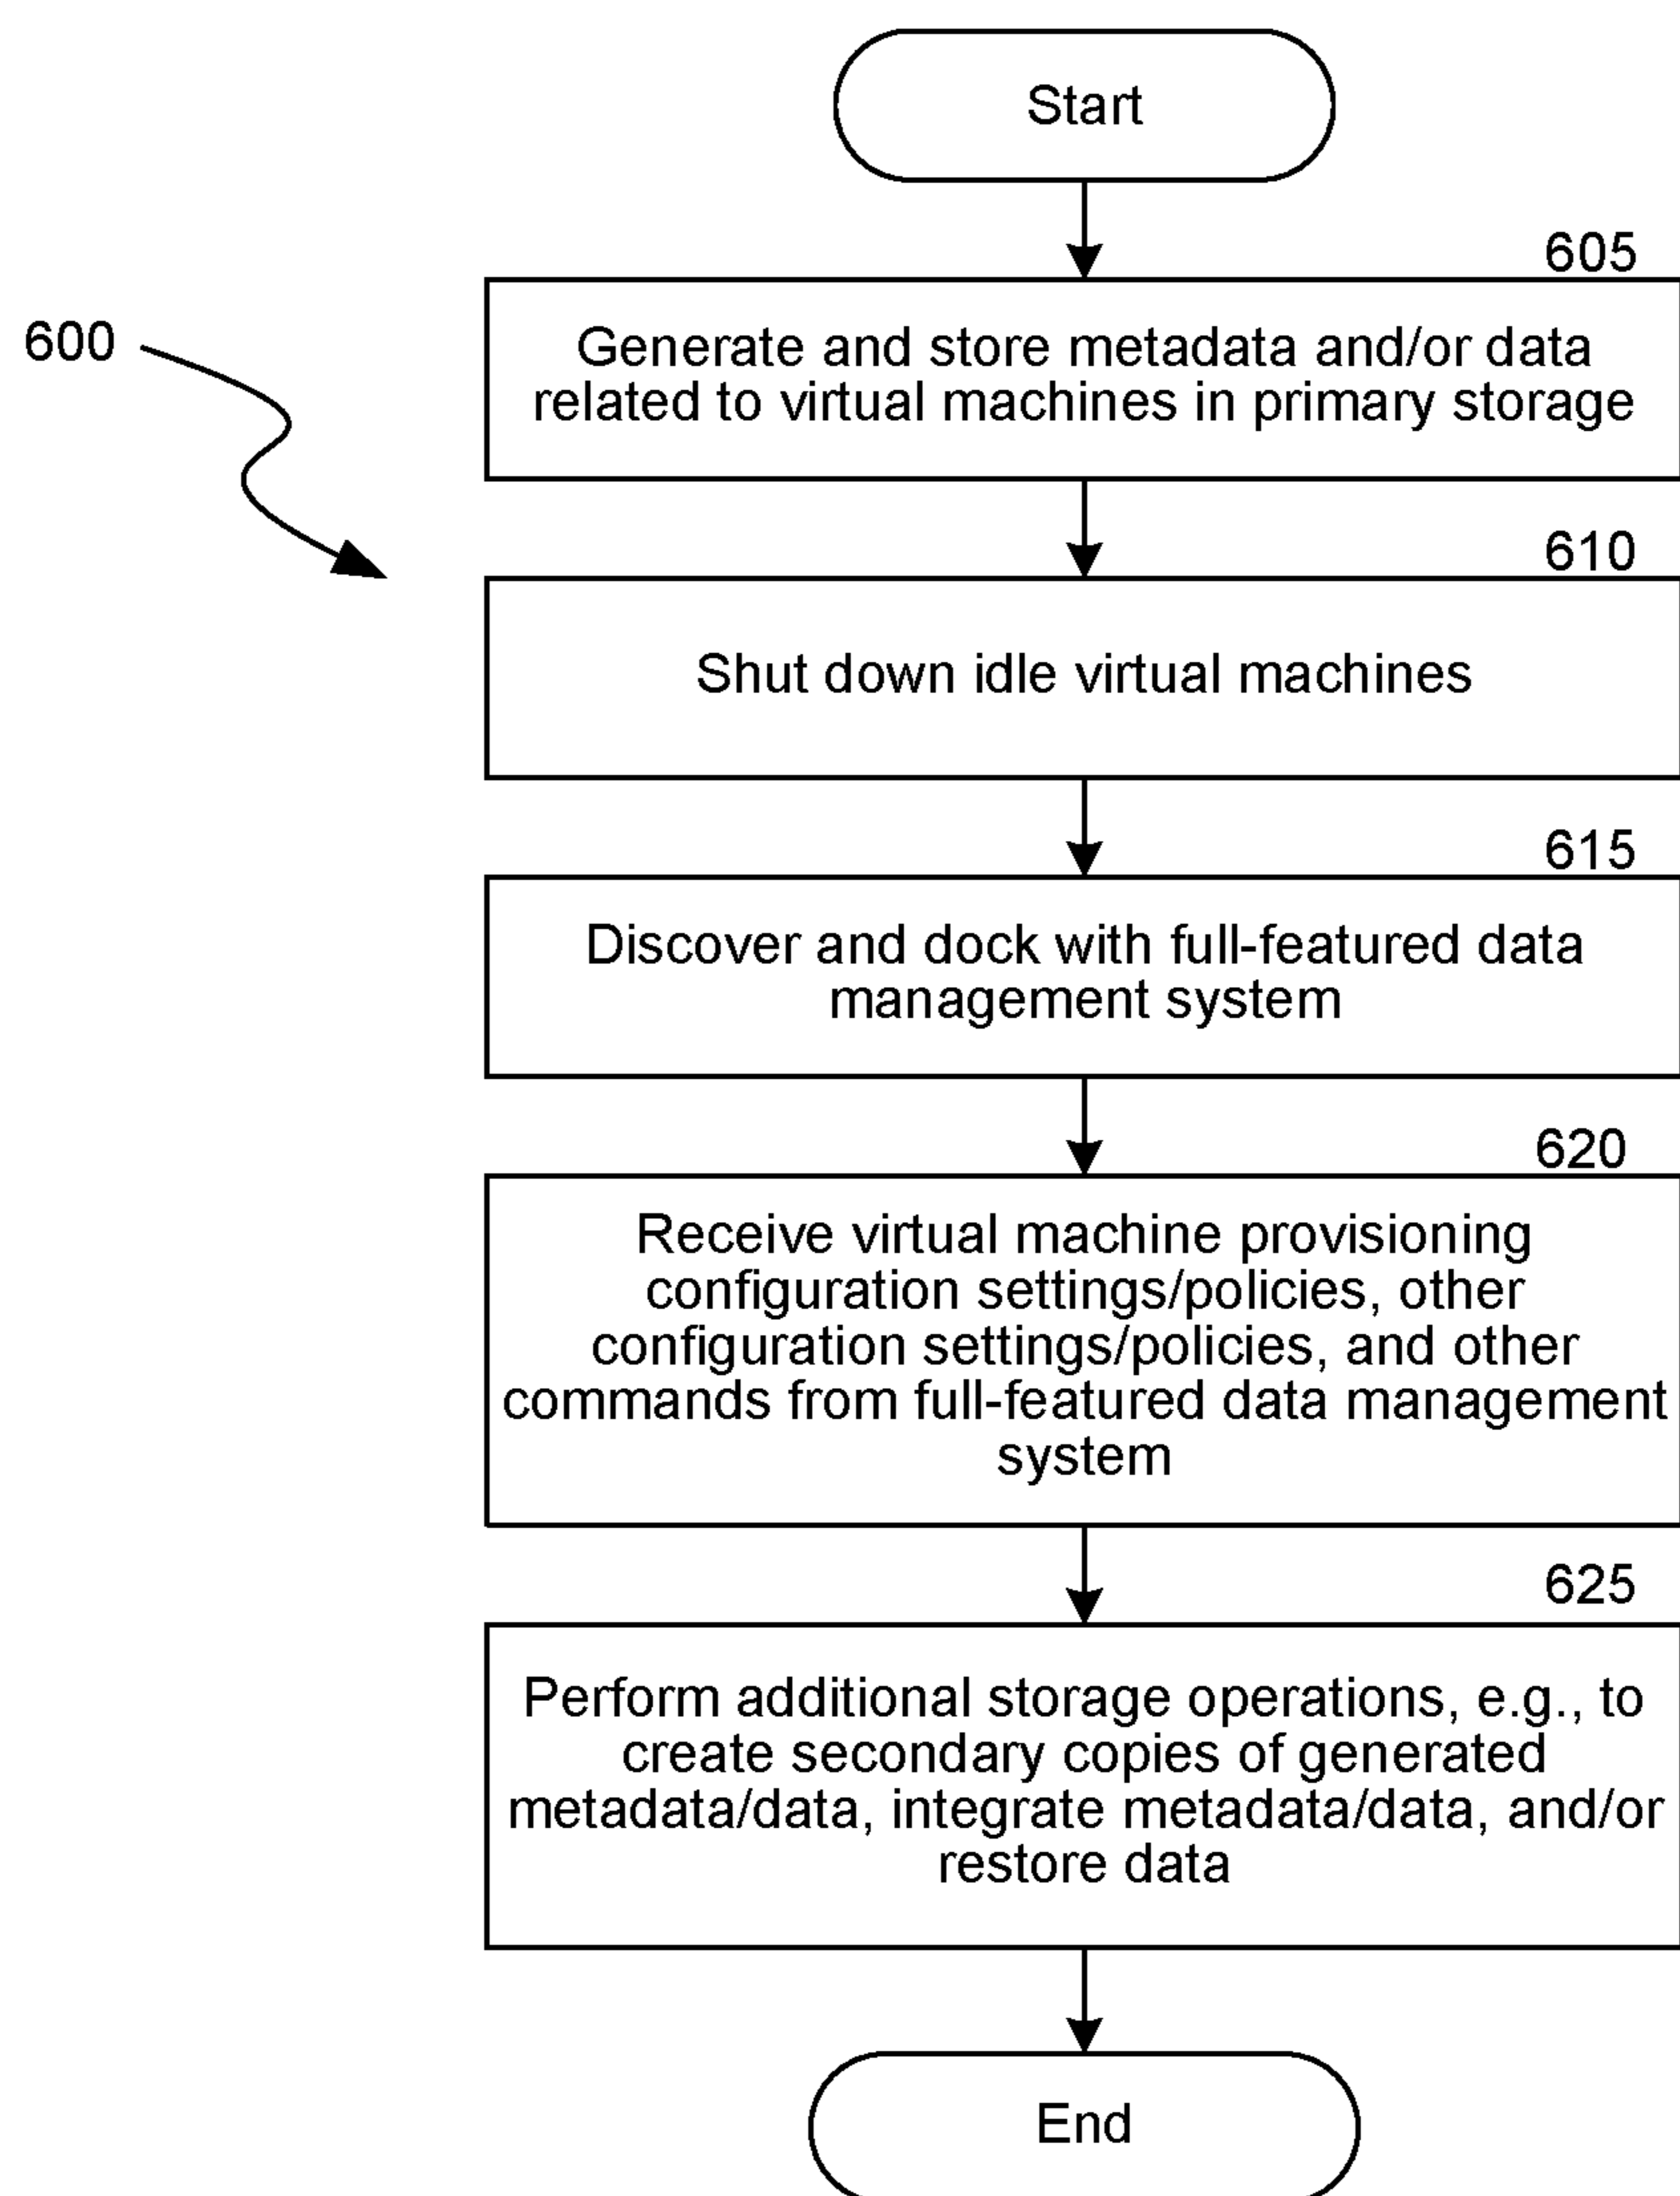 Start
605
600
Generate and store metadata and/or data
related to virtual machines in primary storage
610
Shut down idle virtual machines
615
Discover and dock with full-featured data
management system
620
Receive virtual machine provisioning
configuration settings/policies, other
configuration settings/policies, and other
commands from full-featured data management
system
625
Perform additional storage operations, e.g., to
create secondary copies of generated
metadata/data, integrate metadata/data, and/or
restore data
End